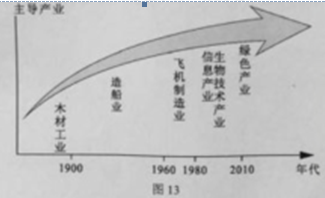 主导产业
木材工业
造船业
飞机制造业
信息产业
生物技术产业
绿色产业
1900
1960
1980
2010
年代
图13